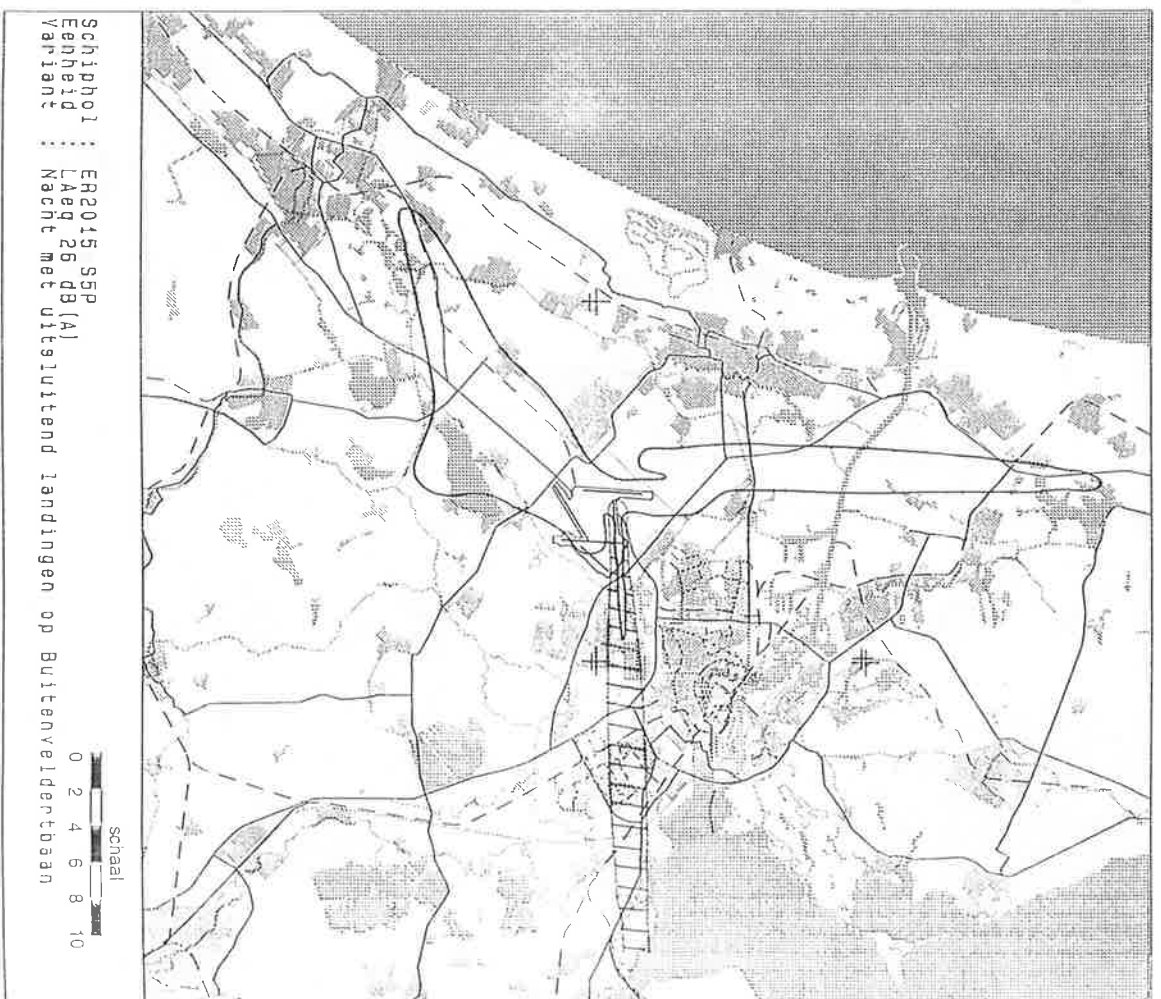 Schiphol : ER2015 S5P
Eenheid : LAeq 26 dB(A)
Variant : Nacht met uitsluitend landingen op Buitenvelderbaan
schaal
0 2 4 6 8 10